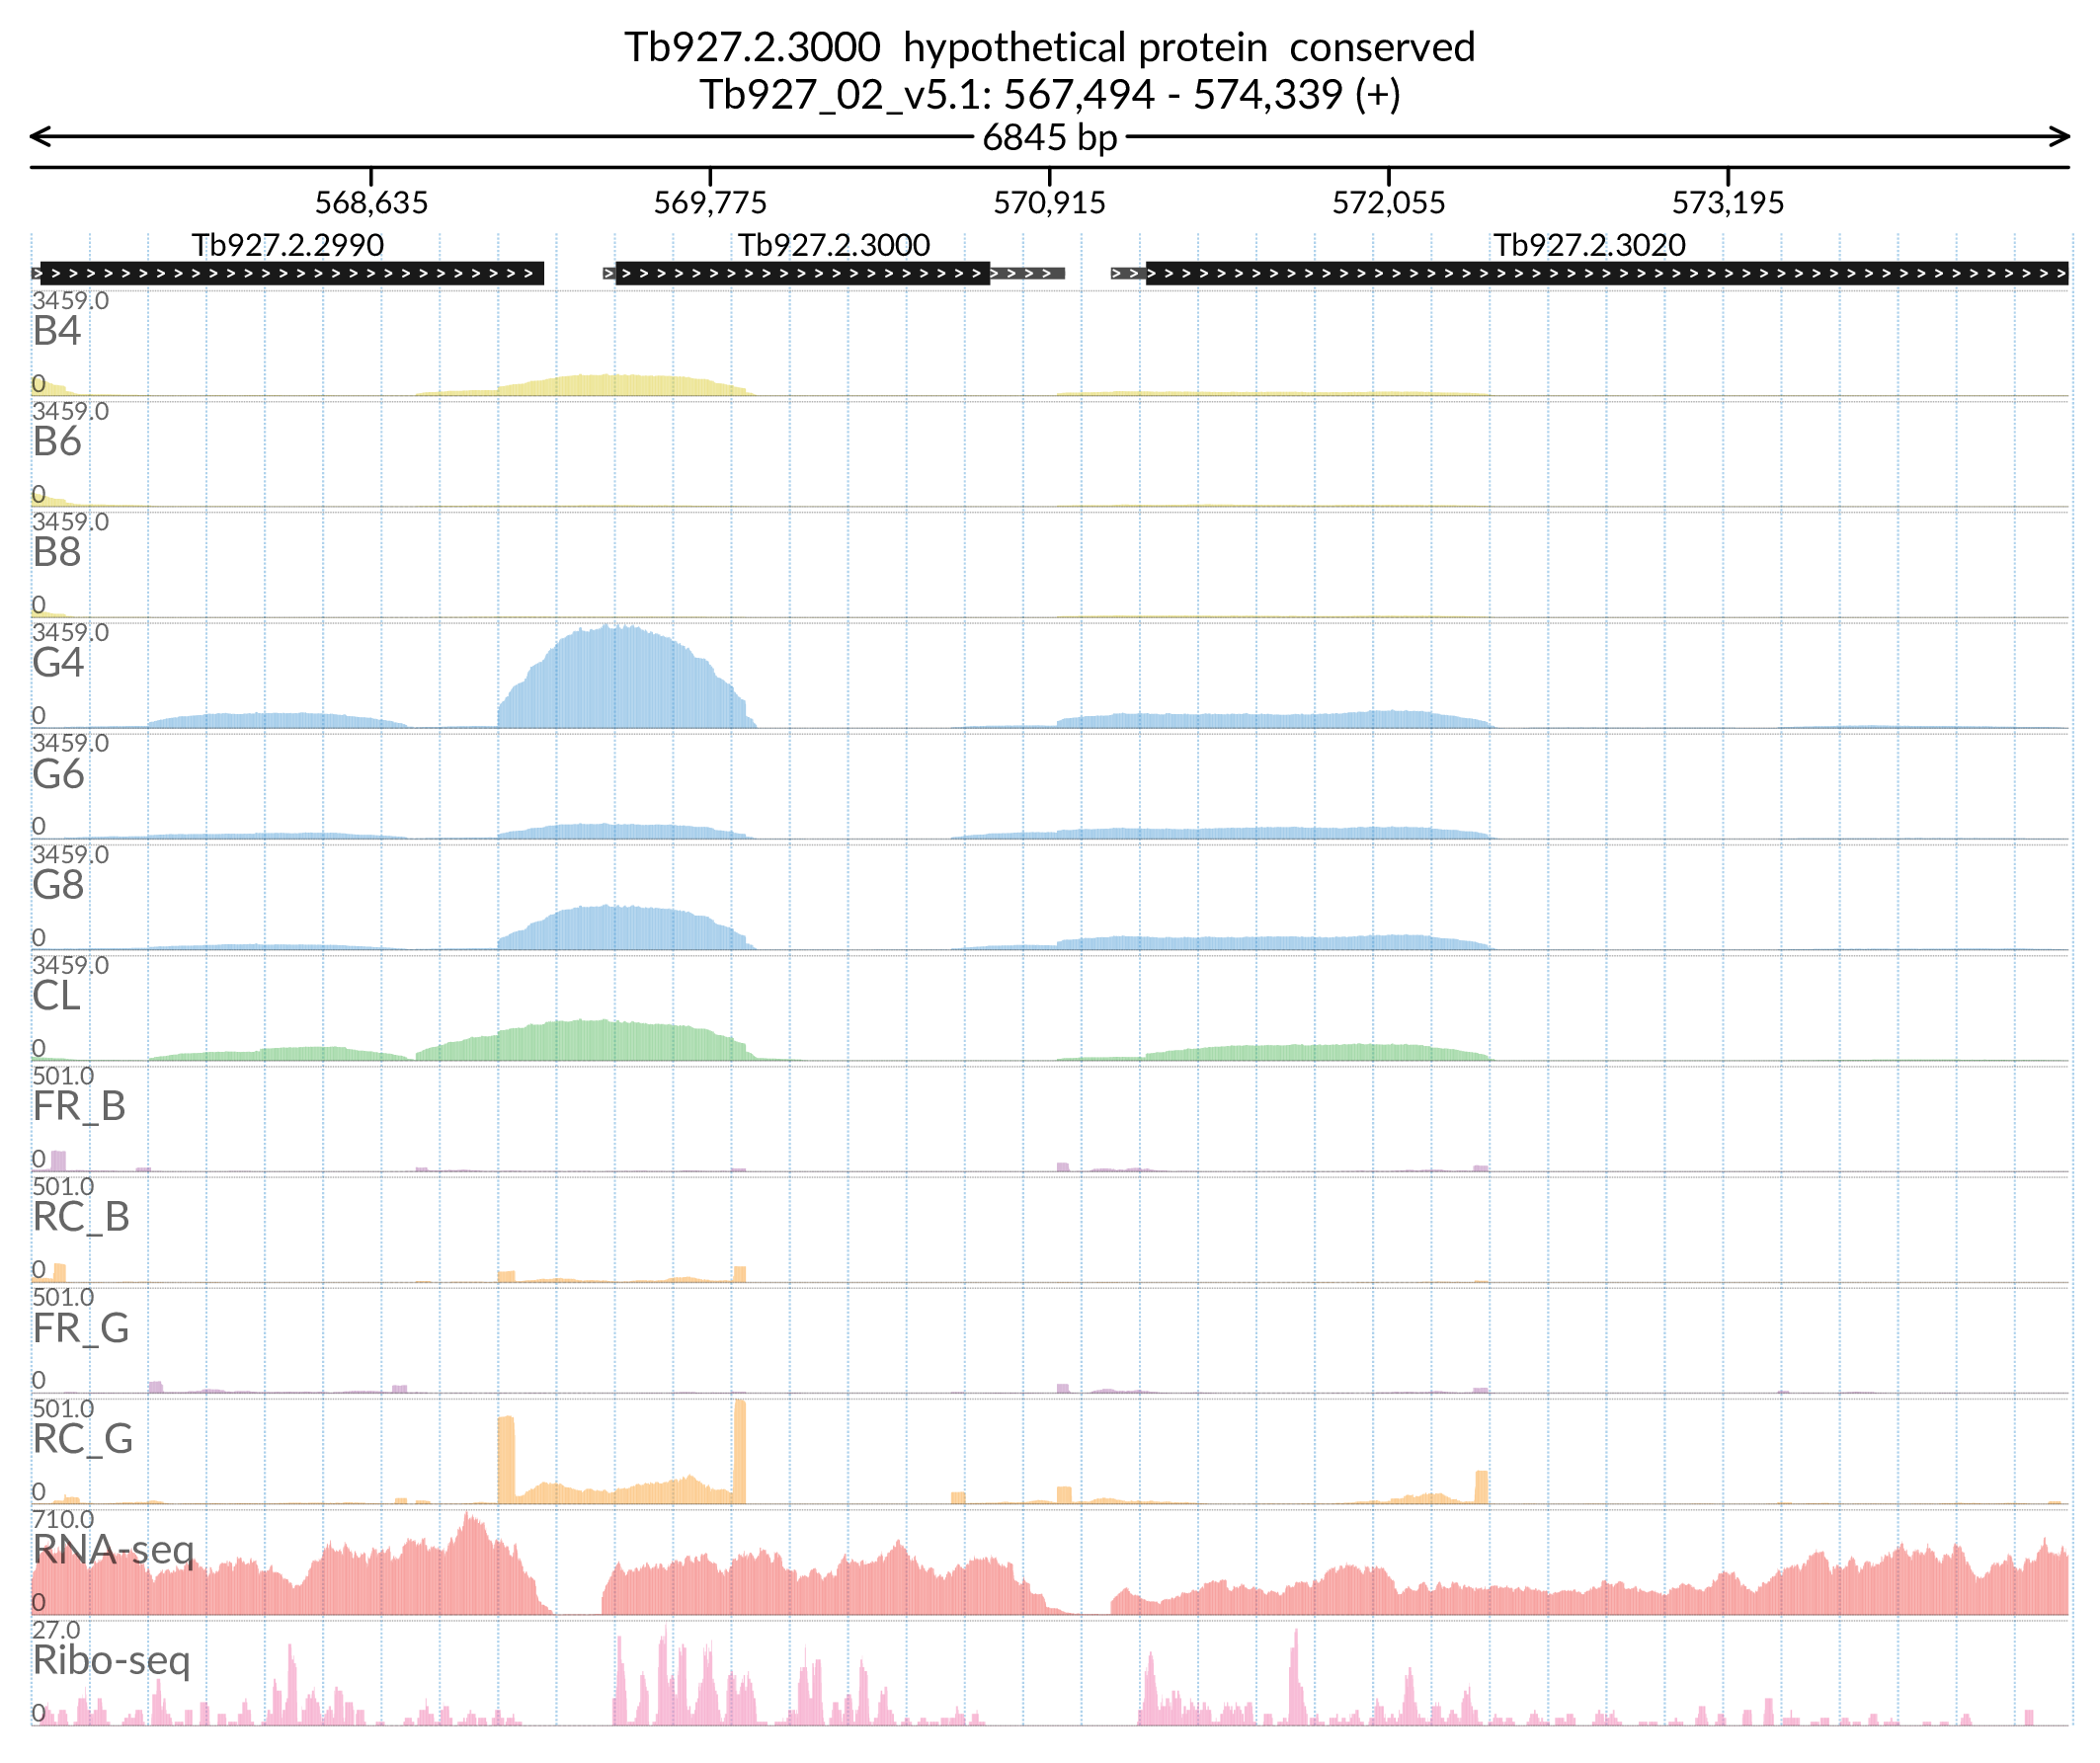 Tb927.2.3000 hypothetical protein conserved
Tb927_02_v5.1: 567,494 - 574,339 (+)
6845 bp
568,635 569,775 570,915 572,055 573,195
Tb927.2.2990 Tb927.2.3000 Tb927.2.3020
3459.0
B4
0
3459.0
B6
0
3459.0
B8
0
3459.0
G4
0
3459.0
G6
0
3459.0
G8
0
3459.0
CL
0
501.0
FR_B
0
501.0
RC_B
0
501.0
FR_G
0
501.0
RC_G
0
710.0
RNA-seq
0
27.0
Ribo-seq
0